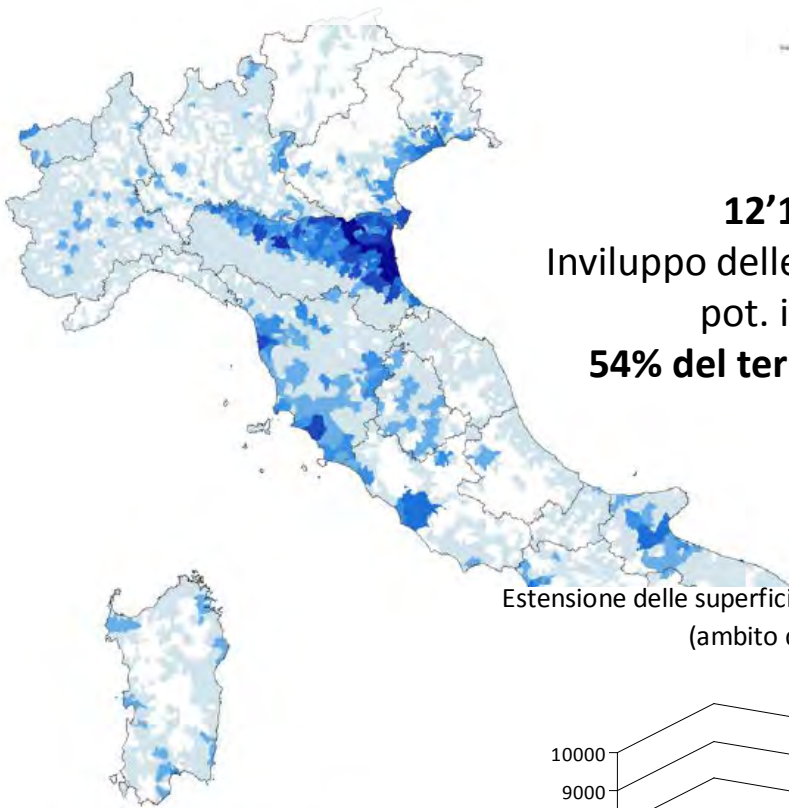 12’1
Inviluppo delle
pot. i
54% del ter
Estensione delle superfici
(ambito
10000
9000